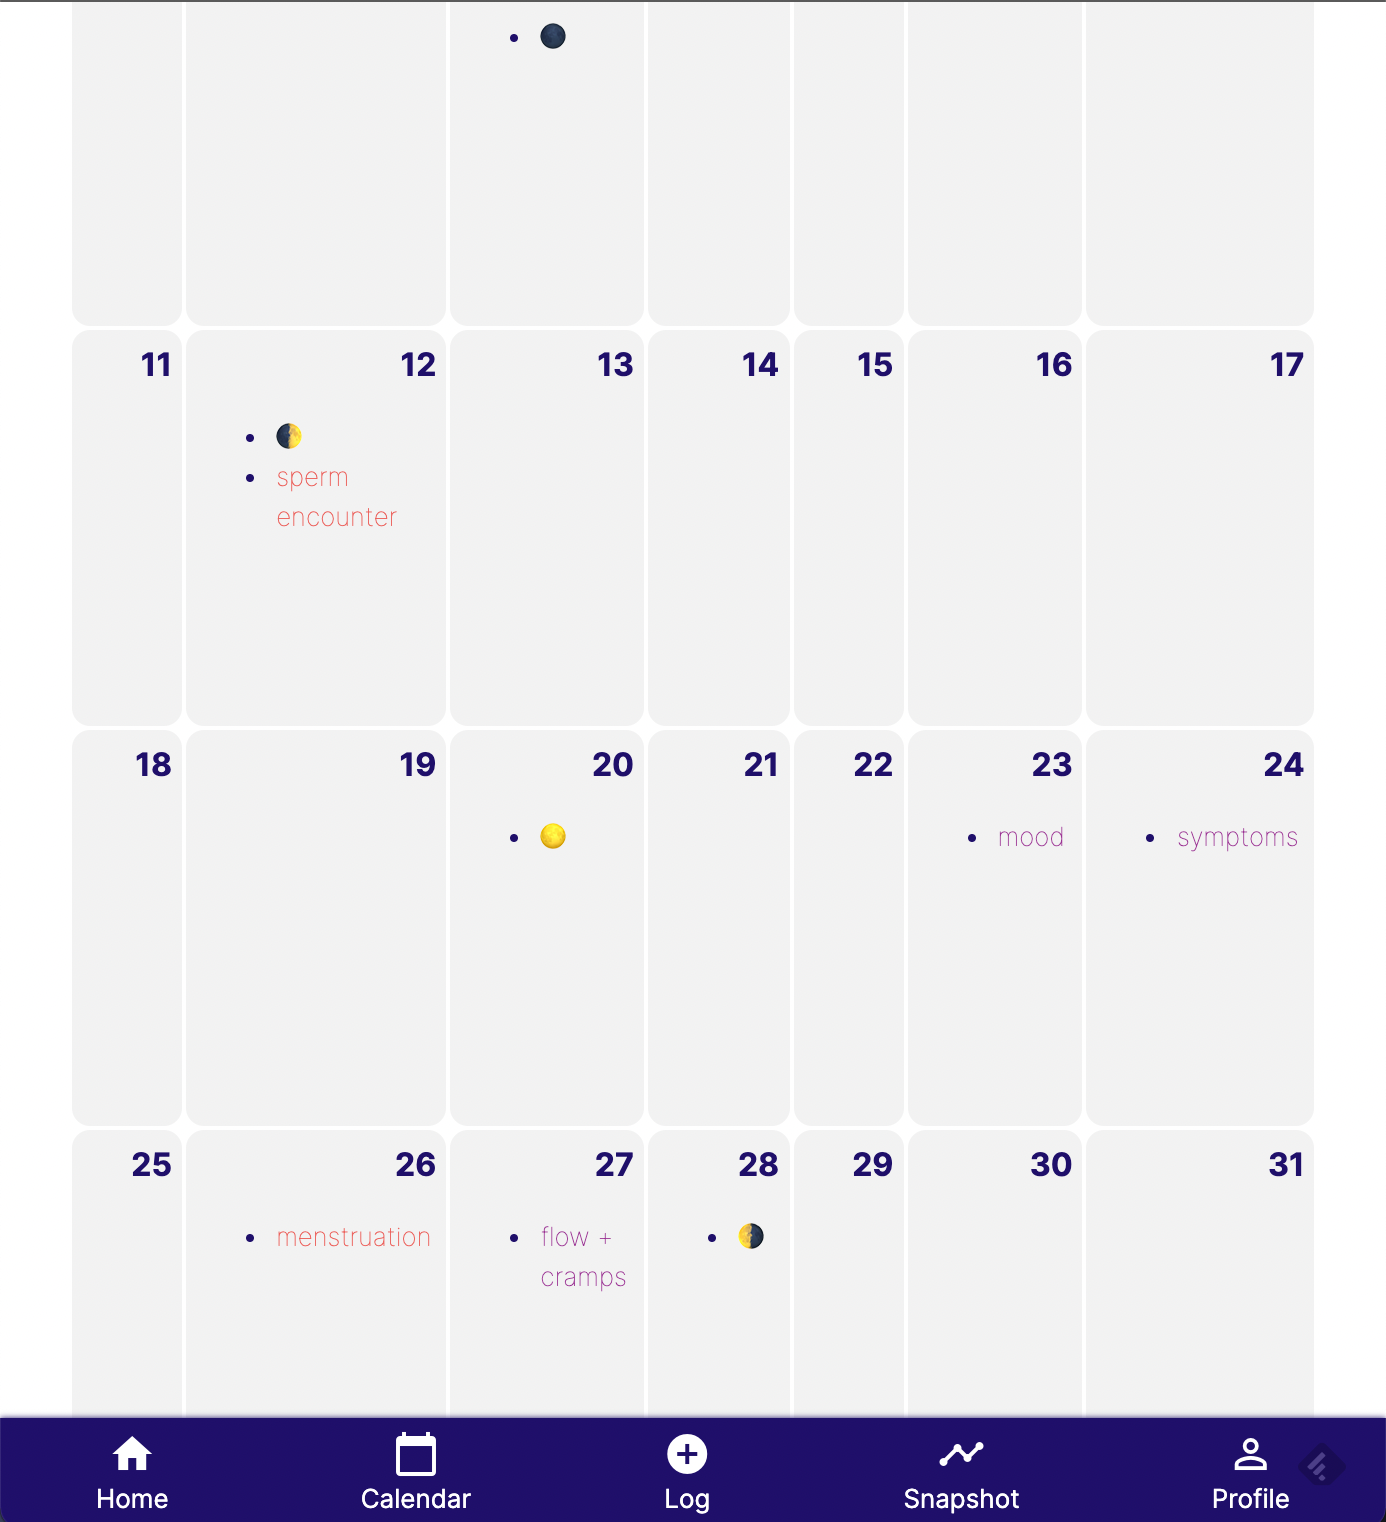 🌑
11 12 13 14 15 16 17
🌓
sperm
encounter
18 19 20 21 22 23 24
🌕 mood symptoms
25 26 27 28 29 30 31
menstruation flow + 🌗
cramps
Home Calendar Log Snapshot Profile